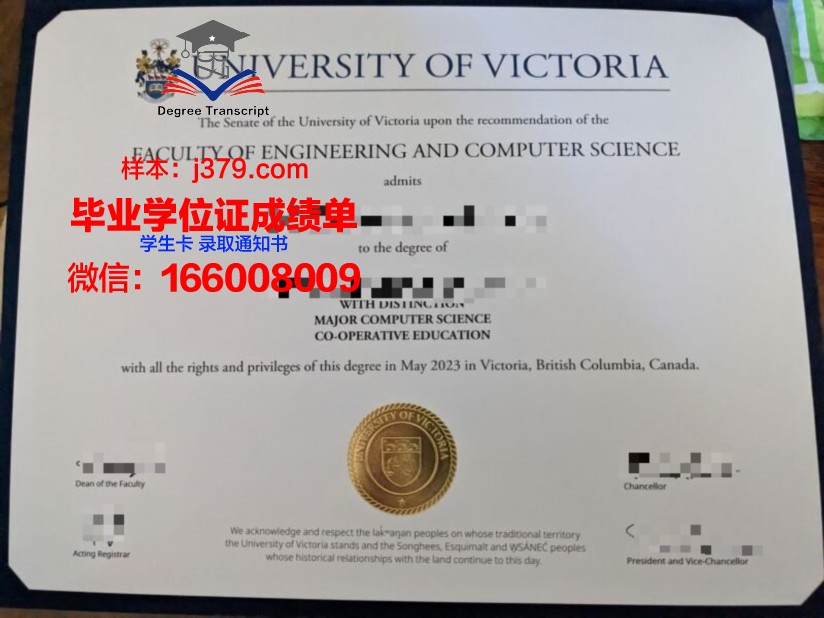 UNIVERSITY OF VICTORIA
Degree Transcript
The Senate of the University of Victoria upon the recommendation of the
FACULTY OF ENGINEERING AND COMPUTER SCIENCE
样本：j379.com
admits
毕业学位证成绩单
学生卡 录取通知书
to the degree of
微信：166008009
WITH DISTINCTION
MAJOR COMPUTER SCIENCE
CO-OPERATIVE EDUCATION
with all the rights and privileges of this degree in May 2023 in Victoria, British Columbia, Canada.
UNIVERSITY OF VICTORIA
Dean of the Faculty
Chancellor
We acknowledge and respect the lək̓ʷəŋən peoples on whose traditional territory
the University of Victoria stands and the Songhees, Esquimalt and W̱SÁNEĆ peoples
whose historical relationships with the land continue to this day.
Acting Registrar
President and Vice-Chancellor